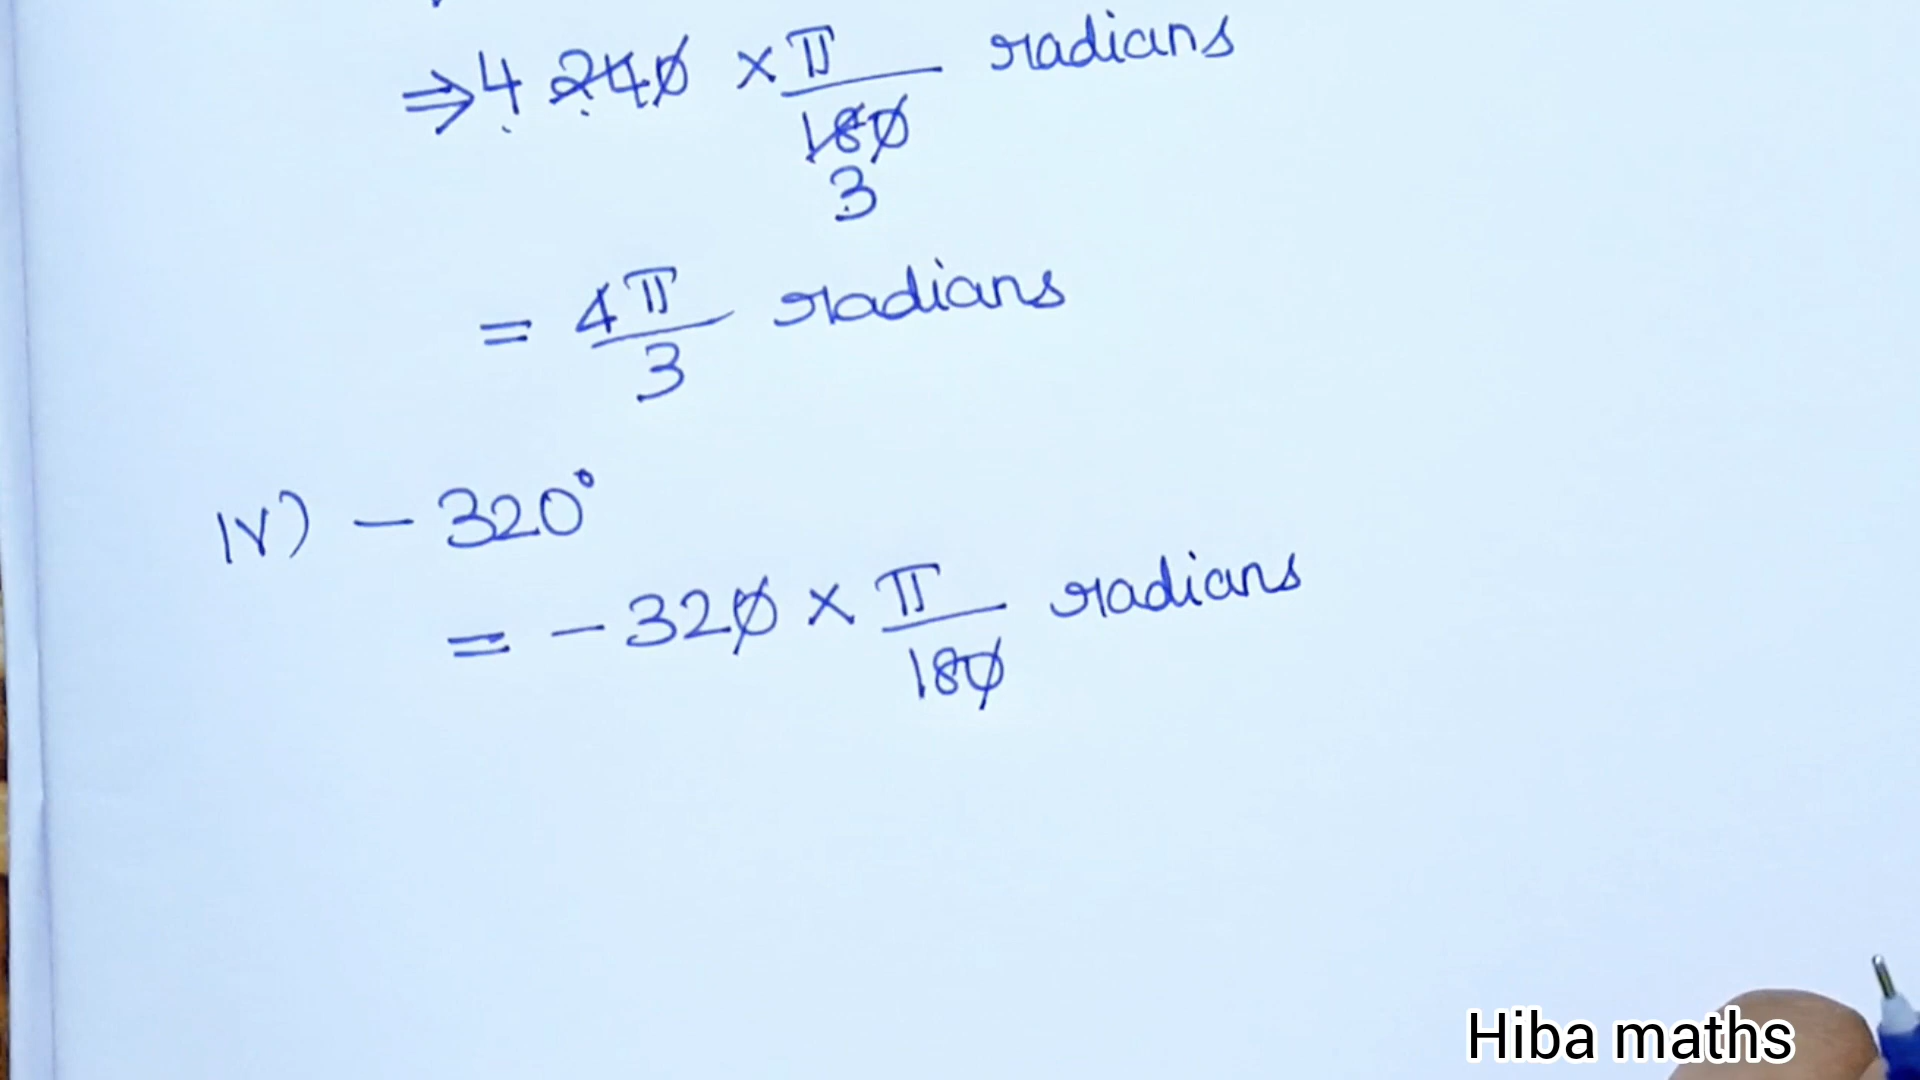 ⇒ 4 240 × π radians
180
3
= 4π radians
3
IV) - 320°
= - 320 × π radians
180
Hiba maths